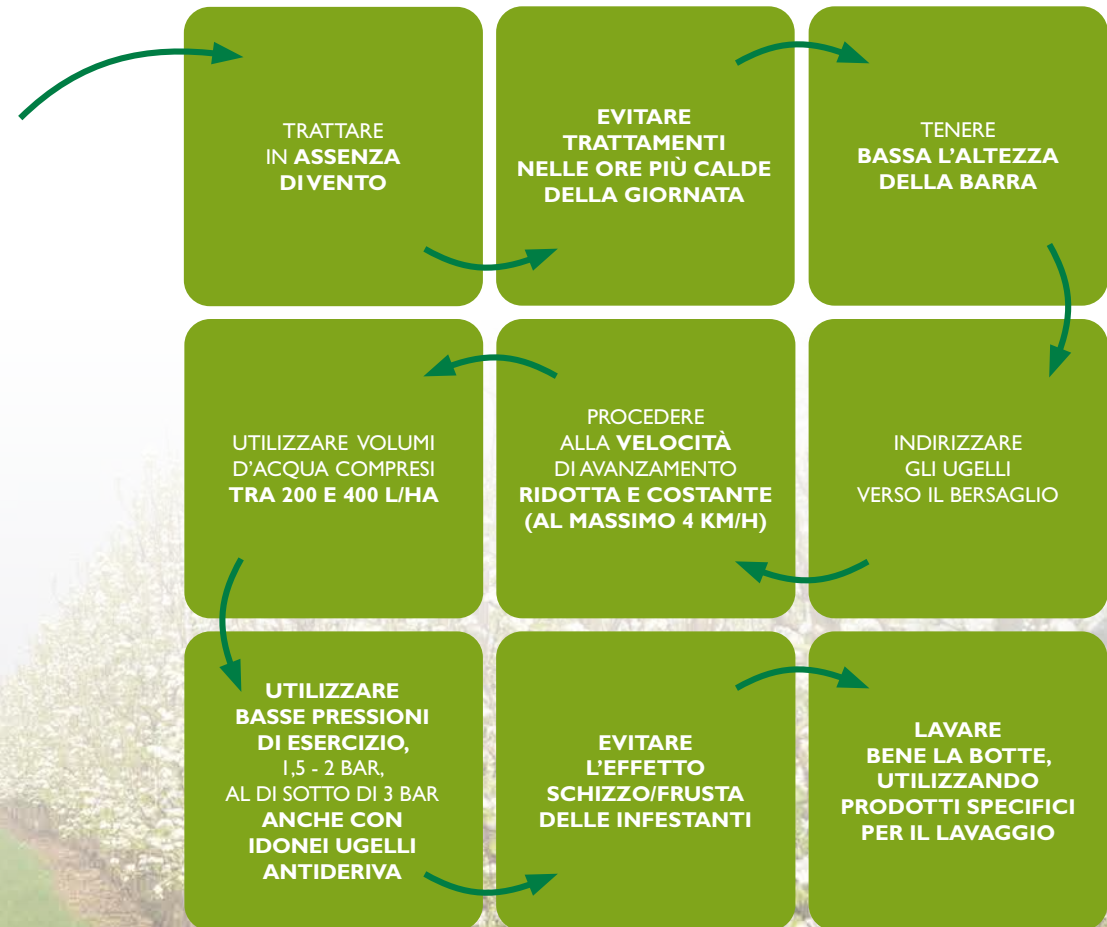 TRATTARE
IN ASSENZA
DI VENTO
EVITARE
TRATTAMENTI
NELLE ORE PIÙ CALDE
DELLA GIORNATA
TENERE
BASSA L'ALTEZZA
DELLA BARRA
INDIRIZZARE
GLI UGELLI
VERSO IL BERSAGLIO
PROCEDERE
ALLA VELOCITÀ
DI AVANZAMENTO
RIDOTTA E COSTANTE
(AL MASSIMO 4 KM/H)
UTILIZZARE VOLUMI
D'ACQUA COMPRESI
TRA 200 E 400 L/HA
UTILIZZARE
BASSE PRESSIONI
DI ESERCIZIO,
1,5 - 2 BAR,
AL DI SOTTO DI 3 BAR
ANCHE CON
IDONEI UGELLI
ANTIDERIVA
EVITARE
L'EFFETTO
SCHIZZO/FRUSTA
DELLE INFESTANTI
LAVARE
BENE LA BOTTE,
UTILIZZANDO
PRODOTTI SPECIFICI
PER IL LAVAGGIO